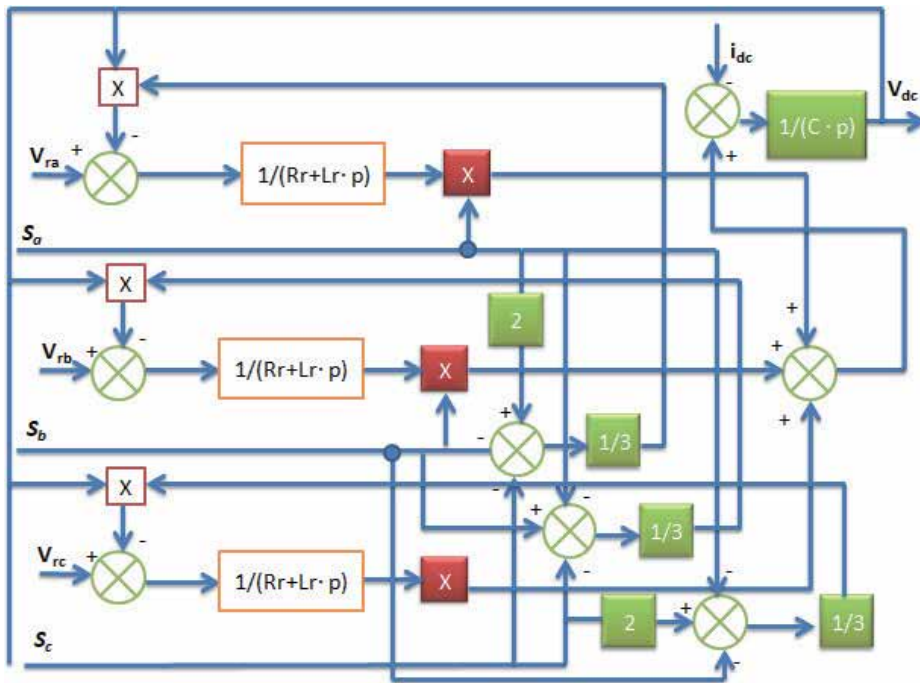 i_dc
-
V_dc
X
-
1/(C · p)
V_ra
+
+
1/(Rr+Lr· p)
X
S_a
X
2
+
-
V_rb
+
1/(Rr+Lr· p)
X
+
+
+
S_b
-
1/3
X
-
-
-
+
1/3
V_rc
+
1/(Rr+Lr· p)
X
-
-
2
+
1/3
S_c
-